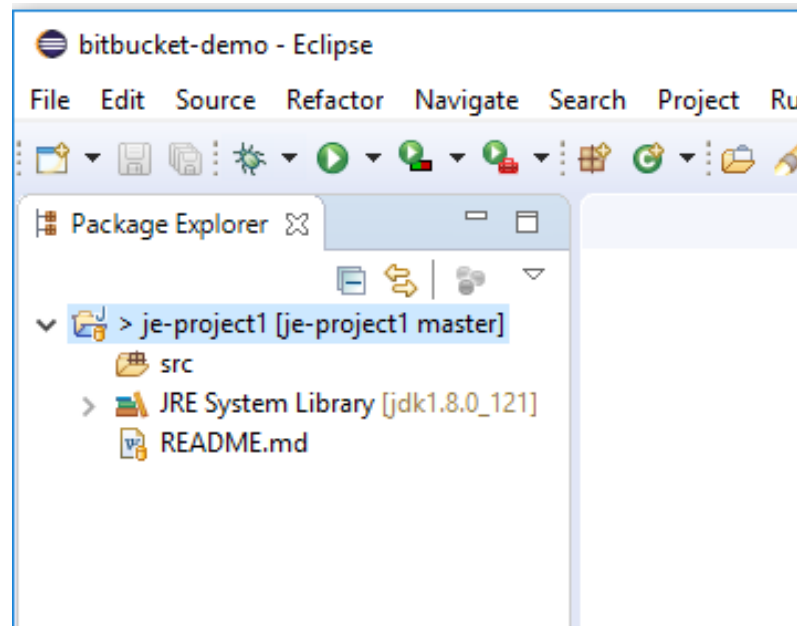 bitbucket-demo - Eclipse
File Edit Source Refactor Navigate Search Project Ru
Package Explorer
> je-project1 [je-project1 master]
src
JRE System Library [jdk1.8.0_121]
README.md